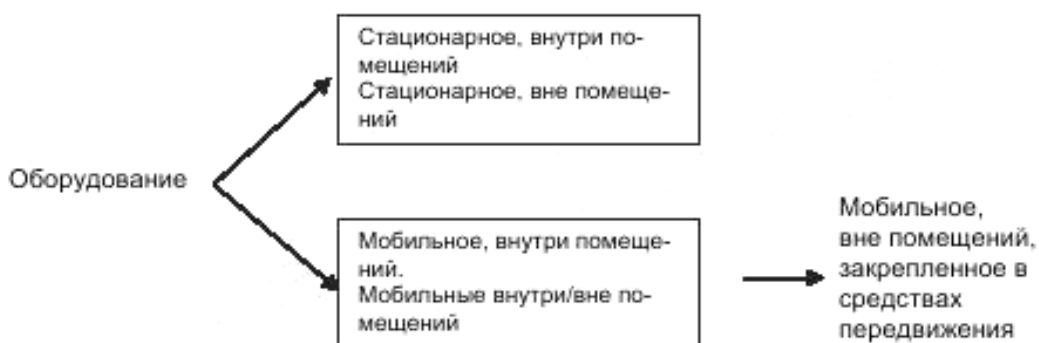 Стационарное, внутри по-
мещений
Стационарное, вне помеще-
ний
Оборудование
Мобильное, внутри помеще-
ний.
Мобильные внутри/вне по-
мещений
Мобильное,
вне помещений,
закрепленное в
средствах
передвижения